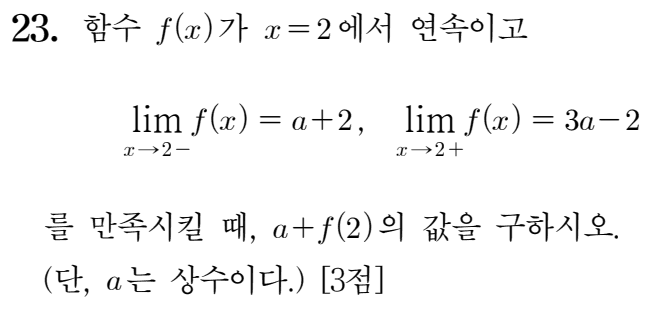 23. 함수 f(x)가 x=2에서 연속이고
lim f(x) = a+2, lim f(x) = 3a-2
x→2-   x→2+
를 만족시킬 때, a+f(2)의 값을 구하시오.
(단, a는 상수이다.) [3점]